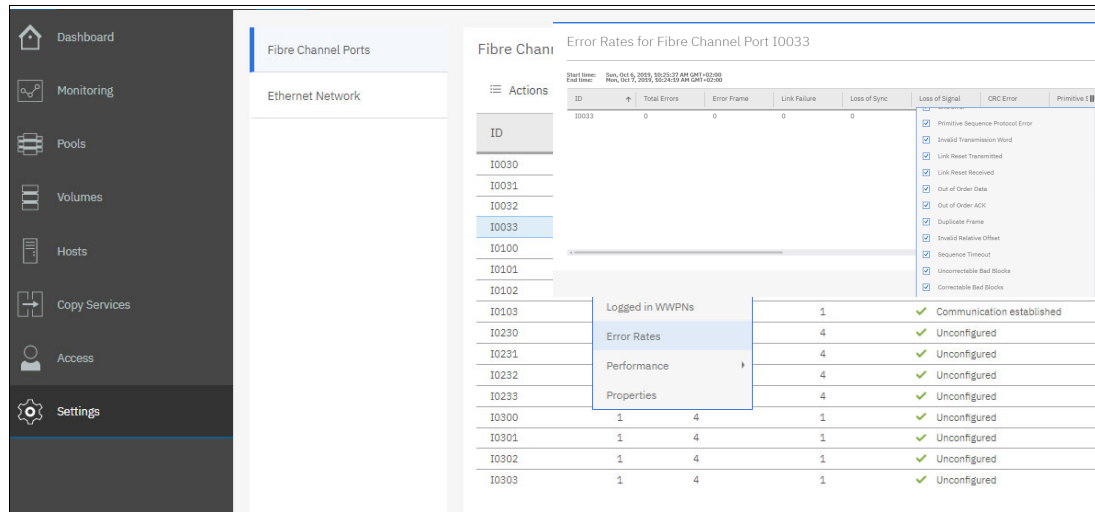 Dashboard
Monitoring
Pools
Volumes
Hosts
Copy Services
Access
Settings
Fibre Channel Ports
Ethernet Network
Fibre Chann
Actions
ID
I0030
I0031
I0032
I0033
I0100
I0101
I0102
I0103 1 Communication established
I0230 4 Unconfigured
I0231 4 Unconfigured
I0232 4 Unconfigured
I0233 4 Unconfigured
I0300 1 4 1 Unconfigured
I0301 1 4 1 Unconfigured
I0302 1 4 1 Unconfigured
I0303 1 4 1 Unconfigured
Logged in WWPNs
Error Rates
Performance
Properties
Error Rates for Fibre Channel Port I0033
Start time: Sun, Oct 6, 2019, 10:25:37 AM GMT+02:00
End time: Mon, Oct 7, 2019, 10:24:19 AM GMT+02:00
ID Total Errors Error Frame Link Failure Loss of Sync Loss of Signal CRC Error Primitive S
I0033 0 0 0 0
Primitive Sequence Protocol Error
Invalid Transmission Word
Link Reset Transmitted
Link Reset Received
Out of Order Data
Out of Order ACK
Duplicate Frame
Invalid Relative Offset
Sequence Timeout
Uncorrectable Bad Blocks
Correctable Bad Blocks